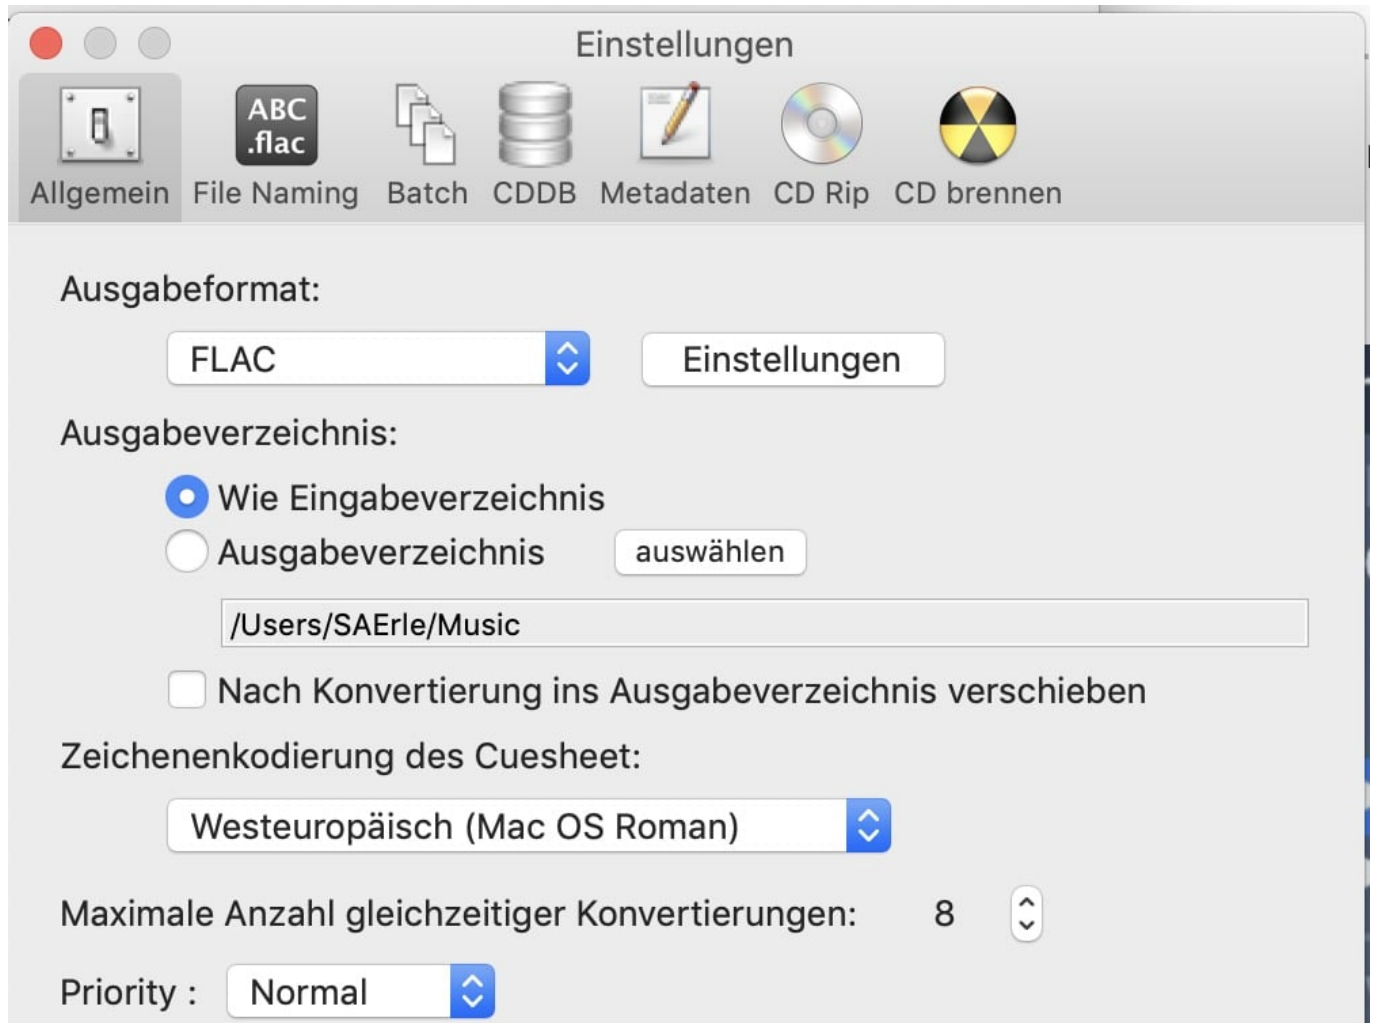 Einstellungen
ABC
.flac
Allgemein File Naming Batch CDDB Metadaten CD Rip CD brennen
Ausgabeformat:
FLAC Einstellungen
Ausgabeverzeichnis:
Wie Eingabeverzeichnis
Ausgabeverzeichnis auswählen
/Users/SAErle/Music
Nach Konvertierung ins Ausgabeverzeichnis verschieben
Zeichenenkodierung des Cuesheet:
Westeuropäisch (Mac OS Roman)
Maximale Anzahl gleichzeitiger Konvertierungen: 8
Priority : Normal